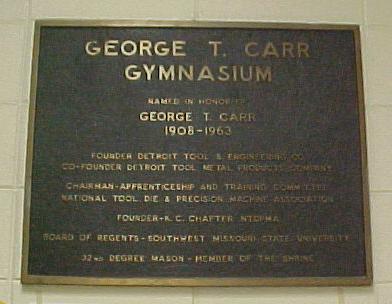 GEORGE T. CARR
GYMNASIUM
NAMED IN HONOR OF
GEORGE T. CARR
1908-1963
FOUNDER DETROIT TOOL & ENGINEERING CO.
CO-FOUNDER DETROIT TOOL METAL PRODUCTS COMPANY
CHAIRMAN-APPRENTICESHIP AND TRAINING COMMITTEE
NATIONAL TOOL, DIE & PRECISION MACHINE ASSOCIATION
FOUNDER-K. C. CHAPTER NTDPMA
BOARD OF REGENTS-SOUTHWEST MISSOURI STATE UNIVERSITY
32ND DEGREE MASON - MEMBER OF THE SHRINE